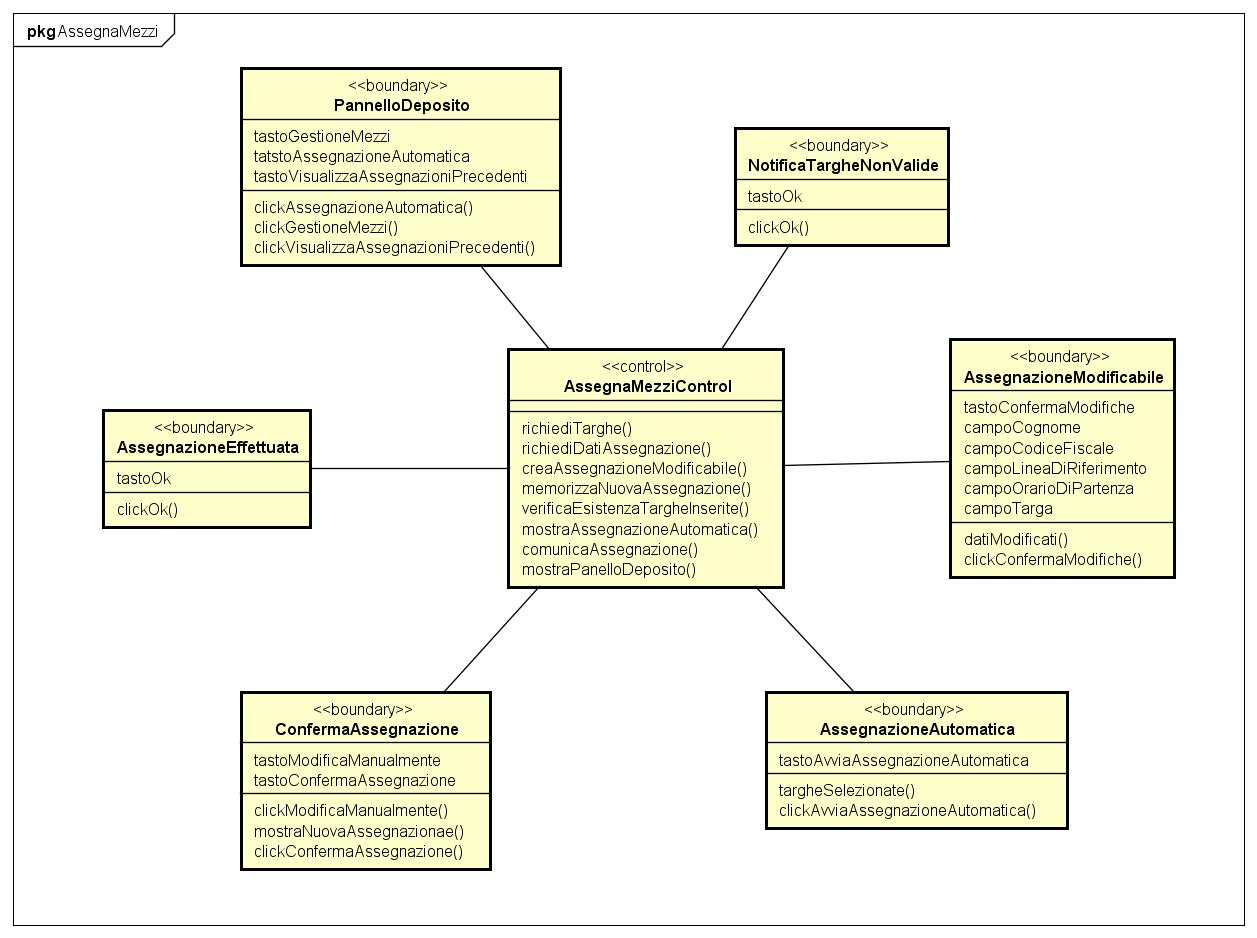 pkg AssegnaMezzi
<<boundary>>
PannelloDeposito
tastoGestioneMezzi
tatstoAssegnazioneAutomatica
tastoVisualizzaAssegnazioniPrecedenti
clickAssegnazioneAutomatica()
clickGestioneMezzi()
clickVisualizzaAssegnazioniPrecedenti()
<<boundary>>
NotificaTargheNonValide
tastoOk
clickOk()
<<control>>
AssegnaMezziControl
richiediTarghe()
richiediDatiAssegnazione()
creaAssegnazioneModificabile()
memorizzaNuovaAssegnazione()
verificaEsistenzaTargheInserite()
mostraAssegnazioneAutomatica()
comunicaAssegnazione()
mostraPanelloDeposito()
<<boundary>>
AssegnazioneModificabile
tastoConfermaModifiche
campoCognome
campoCodiceFiscale
campoLineaDiRiferimento
campoOrarioDiPartenza
campoTarga
datiModificati()
clickConfermaModifiche()
<<boundary>>
AssegnazioneEffettuata
tastoOk
clickOk()
<<boundary>>
ConfermaAssegnazione
tastoModificaManualmente
tastoConfermaAssegnazione
clickModificaManualmente()
mostraNuovaAssegnazionae()
clickConfermaAssegnazione()
<<boundary>>
AssegnazioneAutomatica
tastoAvviaAssegnazioneAutomatica
targheSelezionate()
clickAvviaAssegnazioneAutomatica()